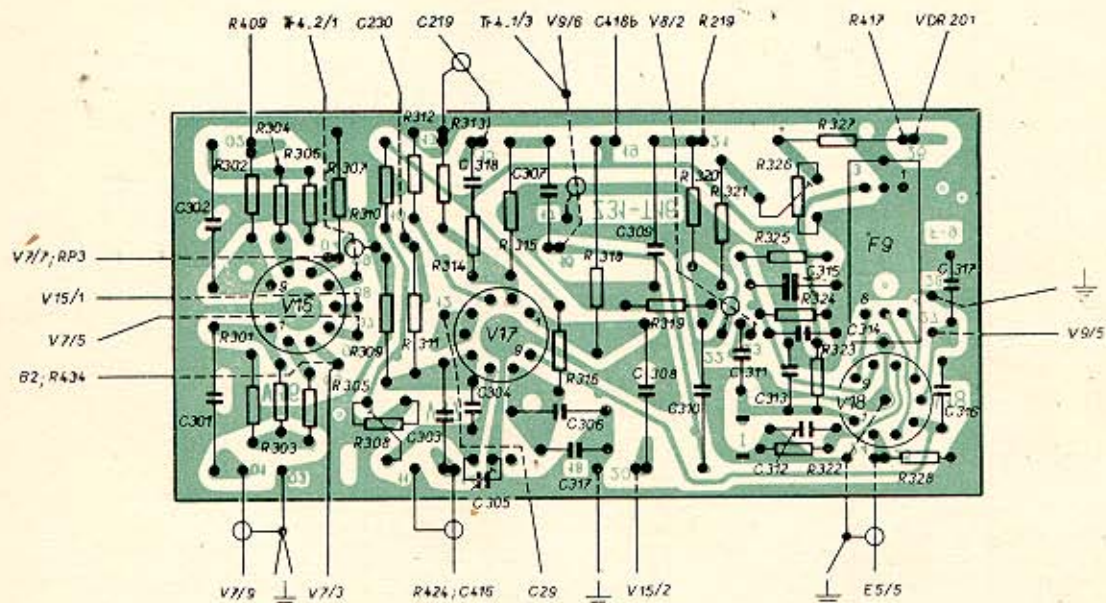 R409 Tr4.2/1 C230 C219 Tr4.1/3 V9/6 C416b V8/2 R219 R417 VDR 201
R304 R312 R313 R327
R302 R306 R307 C318 C307 R320 R326
C302 R310 R321
R315 C309 R325
V7/7; RP3 R314 R318 C315 F9 C317
V15/1 V15 R324
V7/5 R301 R309 R311 V17 R319 C314 V9/5
B2; R434 R305 R316 C308 C311 R323
C301 C304 C310 C313 V18 C316
R303 R308 C303 C306
C317 C312 R322 R328
C305
V7/9 V7/3 R424; C416 C29 V15/2 E5/5